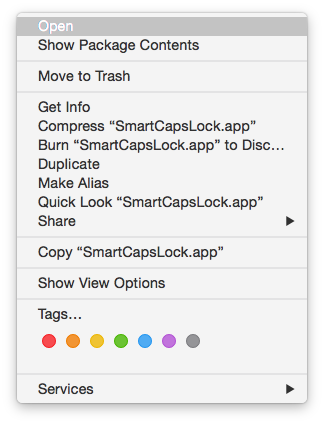 Open
Show Package Contents
Move to Trash
Get Info
Compress “SmartCapsLock.app”
Burn “SmartCapsLock.app” to Disc…
Duplicate
Make Alias
Quick Look “SmartCapsLock.app”
Share
Copy “SmartCapsLock.app”
Show View Options
Tags…
Services